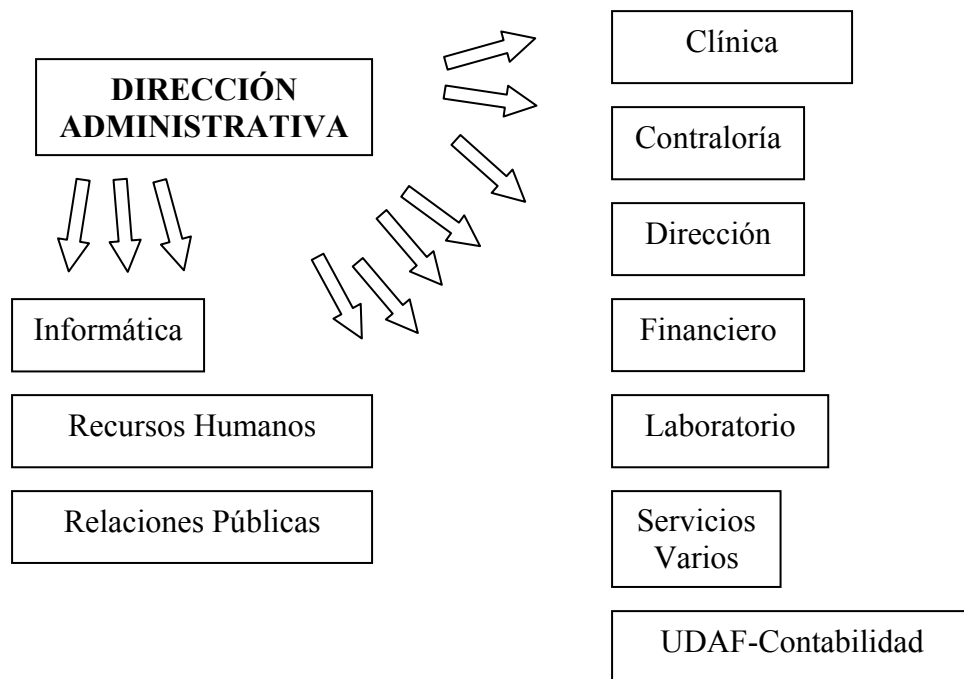 DIRECCIÓN
ADMINISTRATIVA
Informática
Recursos Humanos
Relaciones Públicas
Clínica
Contraloría
Dirección
Financiero
Laboratorio
Servicios
Varios
UDAF-Contabilidad